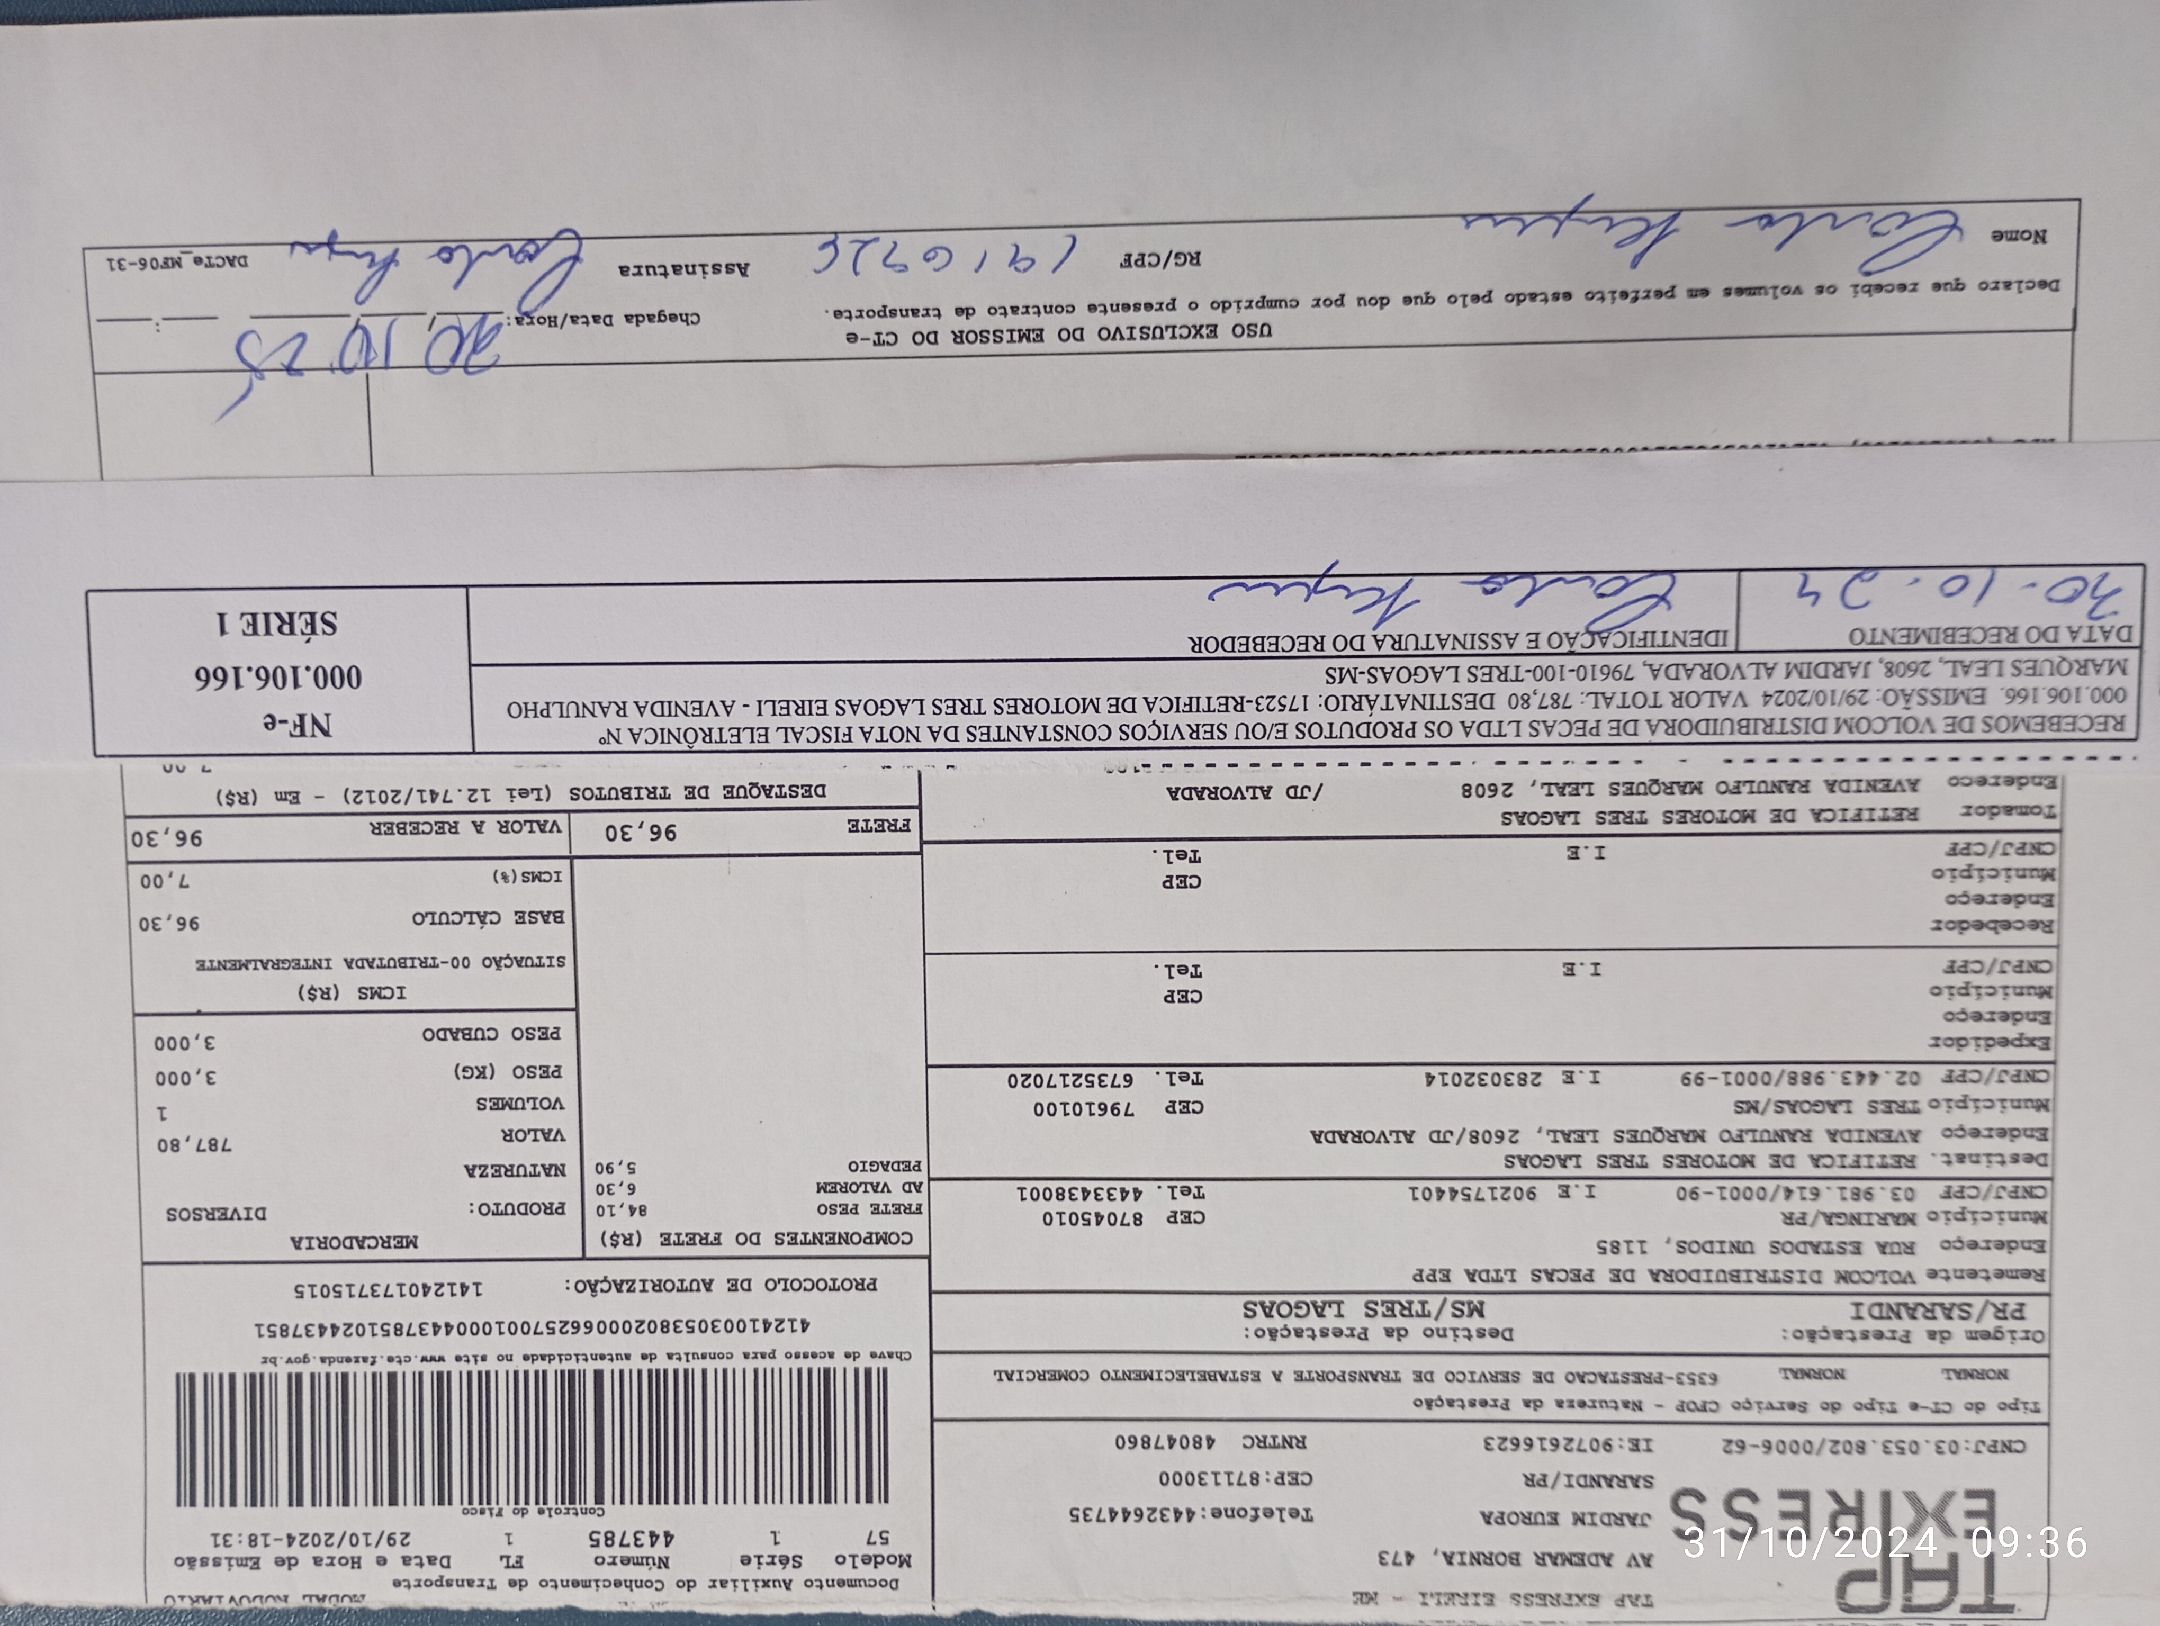 TAP EXPRESS EIRELI - ME
AV ADEMAR BORNIA, 473
JARDIM EUROPA Telefone:4432644735
SARANDI/PR CEP:87113000
CNPJ:03.053.802/0006-62 IE:9072616623 RNTRC 48047860
TAP
EXIRESS
MODAL RODOVIARIO
Documento Auxiliar do Conhecimento de Transporte
Modelo Série Número FL Data e Hora de Emissão
57 1 443785 1 29/10/2024-18:31
Controle do Fisco
Chave de acesso para consulta de autenticidade no site www.cte.fazenda.gov.br
41241003053802000662570010004437851024437851
PROTOCOLO DE AUTORIZAÇÃO: 141240173715015
Tipo do CT-e Tipo do Serviço CFOP - Natureza da Prestação
NORMAL NORMAL 6353-PRESTACAO DE SERVICO DE TRANSPORTE A ESTABELECIMENTO COMERCIAL
Origem da Prestação: Destino da Prestação:
PR/SARANDI MS/TRES LAGOAS
Remetente VOLCOM DISTRIBUIDORA DE PECAS LTDA EPP
Endereço RUA ESTADOS UNIDOS, 1185
Município MARINGA/PR CEP 87045010
CNPJ/CPF 03.981.614/0001-90 I.E 9021754401 Tel. 4433438001
Destinat. RETIFICA DE MOTORES TRES LAGOAS
Endereço AVENIDA RANULFO MARQUES LEAL, 2608/JD ALVORADA
Município TRES LAGOAS/MS CEP 79610100
CNPJ/CPF 02.443.988/0001-99 I.E 283032014 Tel. 6735217020
Expedidor
Endereço
Município CEP
CNPJ/CPF I.E Tel.
Recebedor
Endereço
Município CEP
CNPJ/CPF I.E Tel.
Tomador RETIFICA DE MOTORES TRES LAGOAS
Endereco AVENIDA RANULFO MARQUES LEAL, 2608 /JD ALVORADA
COMPONENTES DO FRETE (R$)
FRETE PESO 84,10
AD VALOREM 6,30
PEDAGIO 5,90
MERCADORIA
PRODUTO: DIVERSOS
NATUREZA
VALOR 787,80
VOLUMES 1
PESO (KG) 3,000
PESO CUBADO 3,000
ICMS (R$)
SITUAÇÃO 00-TRIBUTADA INTEGRALMENTE
BASE CÁLCULO 96,30
ICMS(%) 7,00
FRETE 96,30 VALOR A RECEBER 96,30
DESTAQUE DE TRIBUTOS (Lei 12.741/2012) - Em (R$)
RECEBEMOS DE VOLCOM DISTRIBUIDORA DE PECAS LTDA OS PRODUTOS E/OU SERVIÇOS CONSTANTES DA NOTA FISCAL ELETRÔNICA Nº
000.106.166 EMISSÃO: 29/10/2024 VALOR TOTAL: 787,80 DESTINATÁRIO: 17523-RETIFICA DE MOTORES TRES LAGOAS EIRELI - AVENIDA RANULPHO
MARQUES LEAL, 2608, JARDIM ALVORADA, 79610-100-TRES LAGOAS-MS
DATA DO RECEBIMENTO IDENTIFICAÇÃO E ASSINATURA DO RECEBEDOR
30.10.24
NF-e
000.106.166
SÉRIE 1
USO EXCLUSIVO DO EMISSOR DO CT-e
Declaro que recebi os volumes em perfeito estado pelo que dou por cumprido o presente contrato de transporte.
Chegada Data/Hora:
Nome RG/CPF Assinatura
DACTe_MF06-31
31/10/2024 09:36